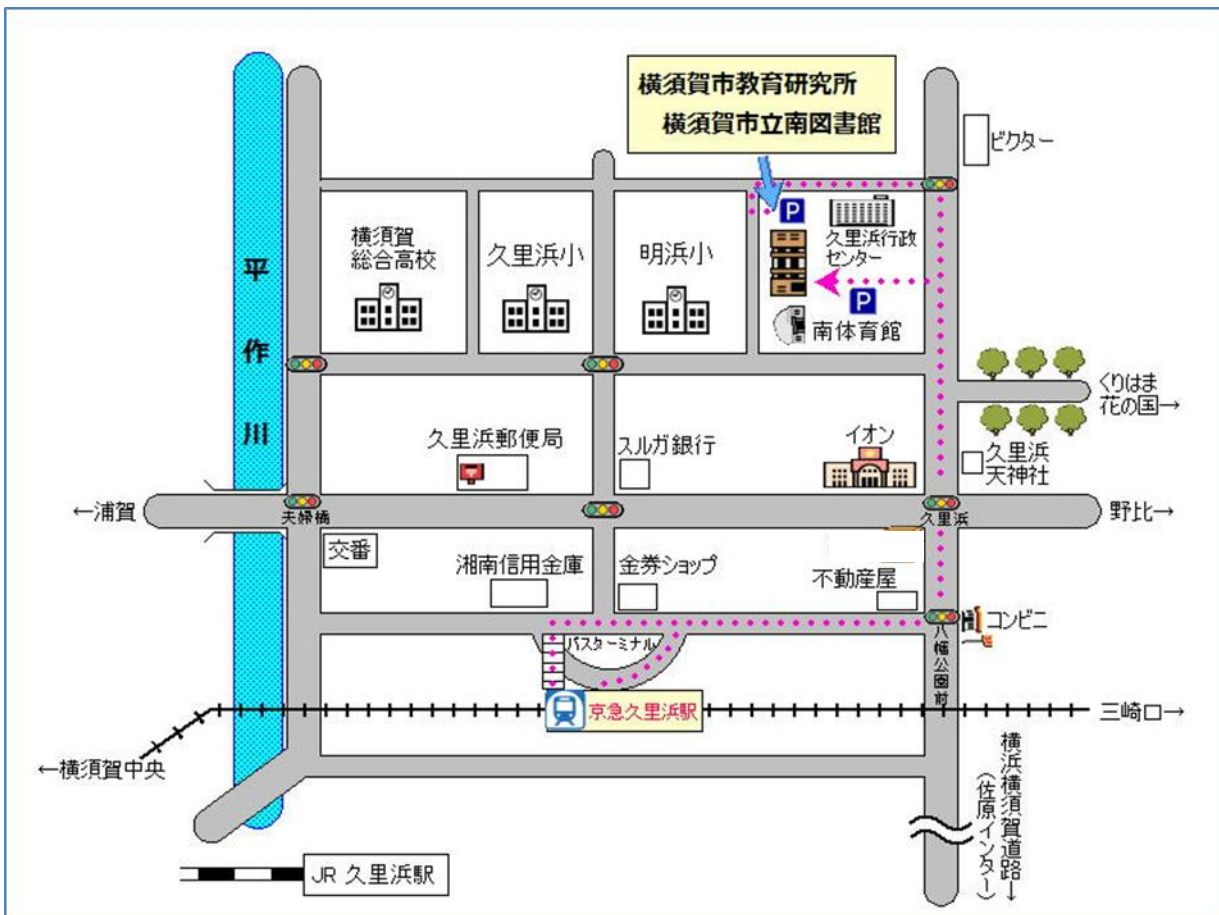 横須賀市教育研究所
横須賀市立南図書館
ビクター
P
久里浜行政
センター
横須賀
総合高校
久里浜小
明浜小
P
南体育館
平作川
くりはま
花の国→
久里浜郵便局
スルガ銀行
イオン
久里浜
天神社
←浦賀
夫婦橋
久里浜
野比→
交番
湘南信用金庫
金券ショップ
不動産屋
コンビニ
バスターミナル
八幡公園前
京急久里浜駅
三崎口→
←横須賀中央
横浜横須賀道路→
(佐原インター)
JR 久里浜駅